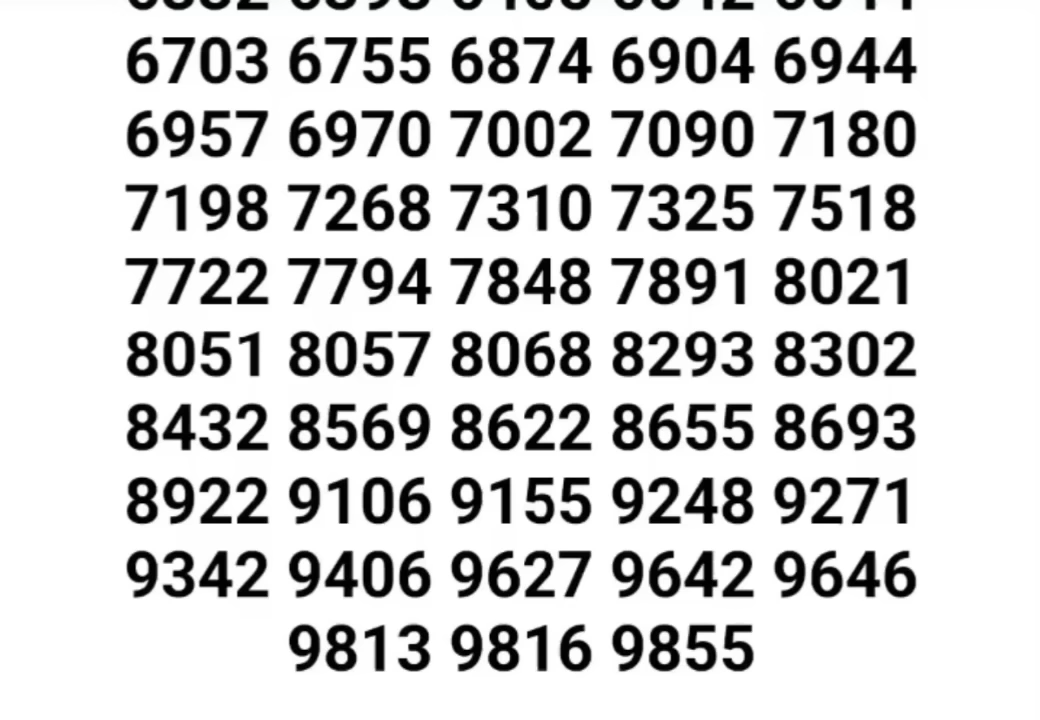 6703 6755 6874 6904 6944
6957 6970 7002 7090 7180
7198 7268 7310 7325 7518
7722 7794 7848 7891 8021
8051 8057 8068 8293 8302
8432 8569 8622 8655 8693
8922 9106 9155 9248 9271
9342 9406 9627 9642 9646
9813 9816 9855